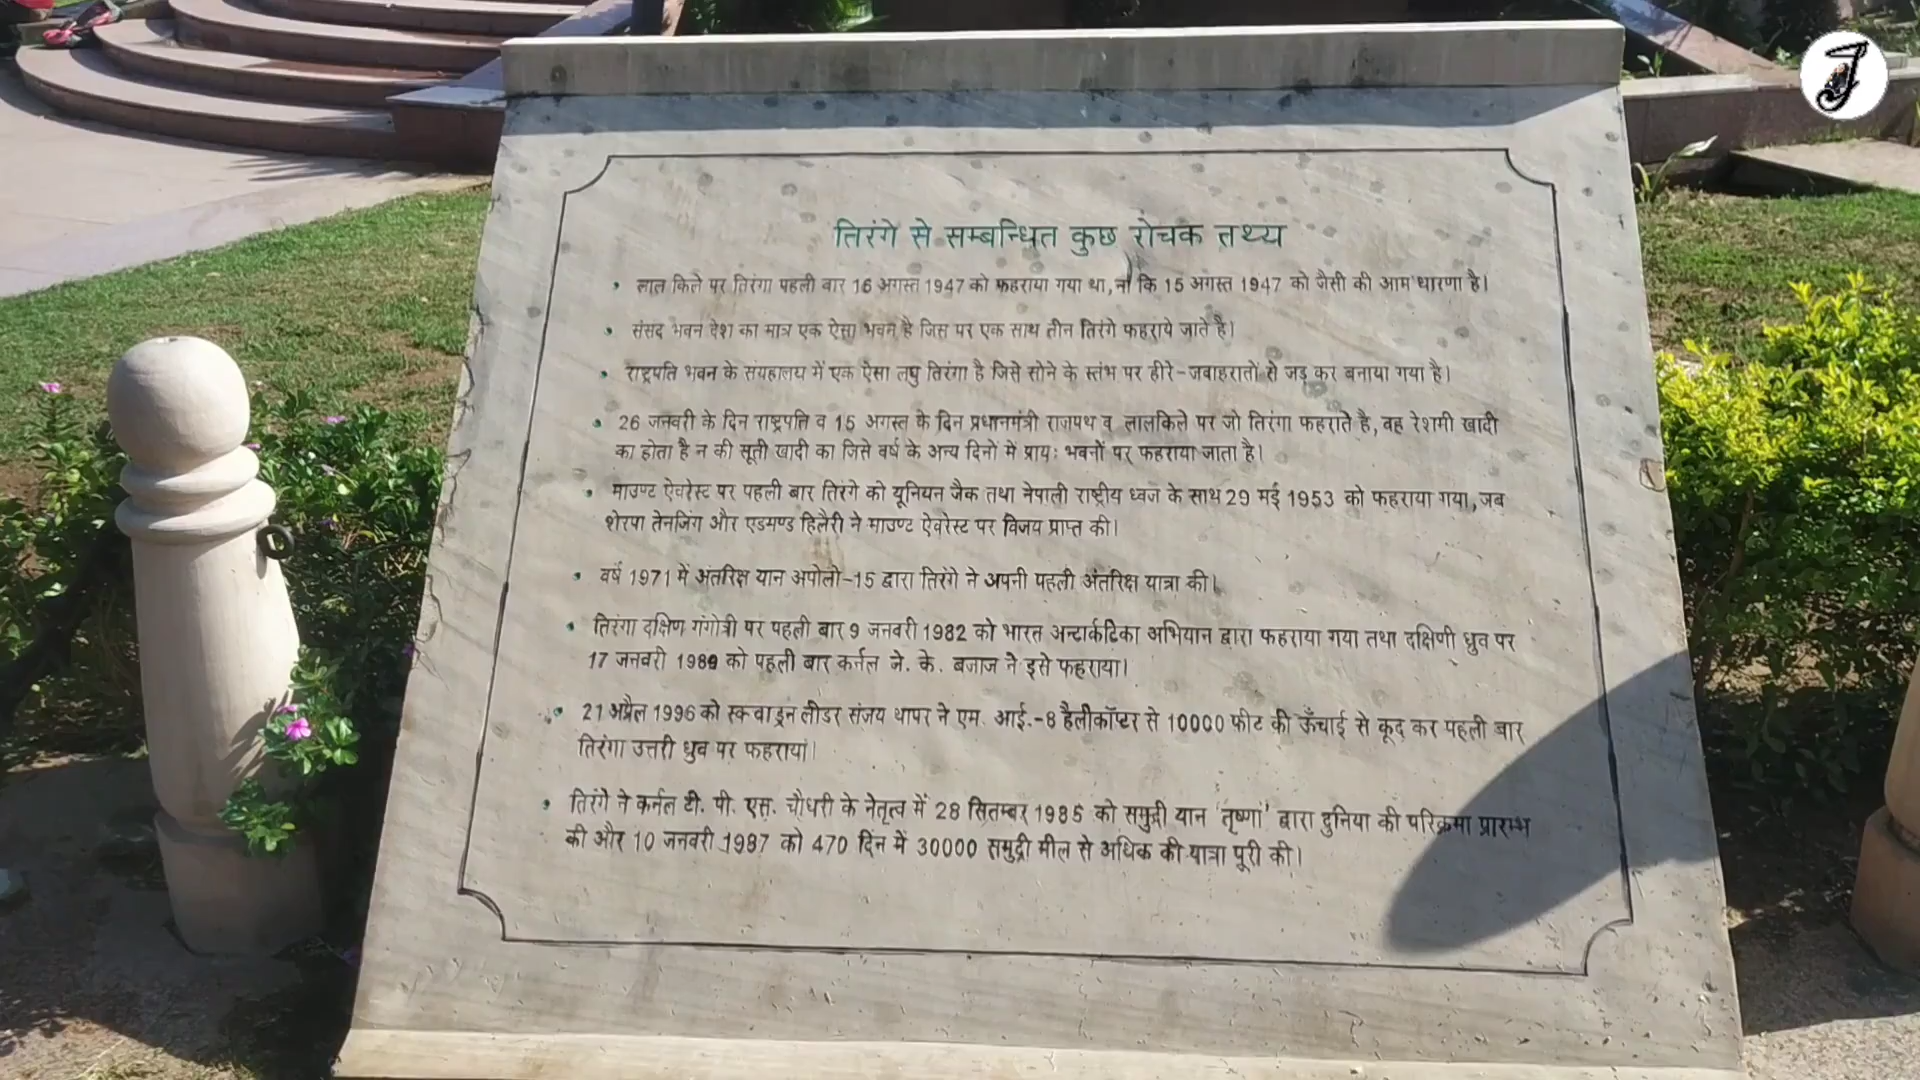 तिरंगे से सम्बन्धित कुछ रोचक तथ्य
• लाल किले पर तिरंगा पहली बार 16 अगस्त 1947 को फहराया गया था, ना कि 15 अगस्त 1947 को जैसी की आम धारणा है।
• संसद भवन देश का मात्र एक ऐसा भवन है जिस पर एक साथ तीन तिरंगे फहराये जाते है।
• राष्ट्रपति भवन के संग्रहालय में एक ऐसा लघु तिरंगा है जिसे सोने के स्तंभ पर हीरे-जवाहरातों से जड़ कर बनाया गया है।
• 26 जनवरी के दिन राष्ट्रपति व 15 अगस्त के दिन प्रधानमंत्री राजपथ व लालकिले पर जो तिरंगा फहराते है, वह रेशमी खादी
का होता है न की सूती खादी का जिसे वर्ष के अन्य दिनों में प्रायः भवनों पर फहराया जाता है।
• माउण्ट ऐवरेस्ट पर पहली बार तिरंगे को यूनियन जैक तथा नेपाली राष्ट्रीय ध्वज के साथ 29 मई 1953 को फहराया गया, जब
शेरपा तेनजिंग और एडमण्ड हिलैरी ने माउण्ट ऐवरेस्ट पर विजय प्राप्त की।
• वर्ष 1971 में अंतरिक्ष यान अपोलो-15 द्वारा तिरंगे ने अपनी पहली अंतरिक्ष यात्रा की।
• तिरंगा दक्षिण गंगोत्री पर पहली बार 9 जनवरी 1982 को भारत अन्टार्कटिका अभियान द्वारा फहराया गया तथा दक्षिणी ध्रुव पर
17 जनवरी 1989 को पहली बार कर्नल जे. के. बजाज ने इसे फहराया।
• 21 अप्रैल 1996 को स्कवाड्रन लीडर संजय थापर ने एम. आई.-8 हैलीकॉप्टर से 10000 फीट की ऊँचाई से कूद कर पहली बार
तिरंगा उत्तरी ध्रुव पर फहराया।
• तिरंगे ने कर्नल टी. पी. एस. चौधरी के नेतृत्व में 28 सितम्बर 1985 को समुद्री यान 'तृष्णा' द्वारा दुनिया की परिक्रमा प्रारम्भ
की और 10 जनवरी 1987 को 470 दिन में 30000 समुद्री मील से अधिक की यात्रा पूरी की।